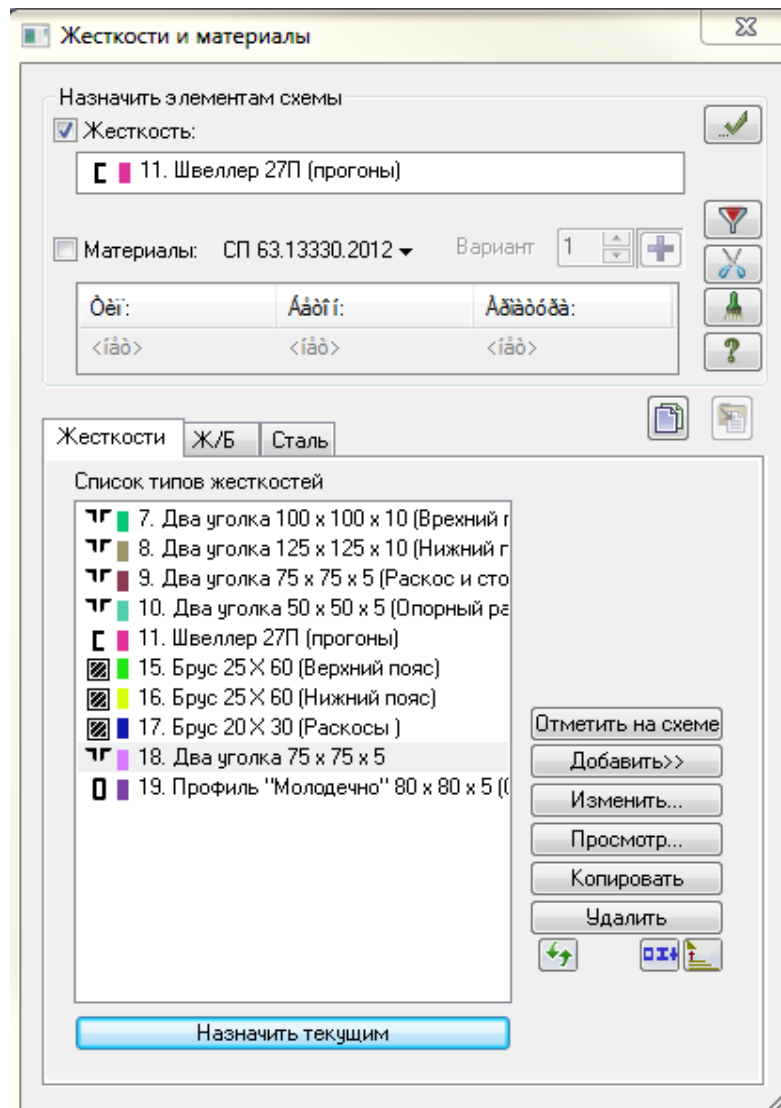 Жесткости и материалы
Назначить элементам схемы
Жесткость:
11. Швеллер 27П (прогоны)
Материалы: СП 63.13330.2012 Вариант 1
Òèï: Áåòîí: Àðìàòóðà:
<íåò> <íåò> <íåò>
Жесткости Ж/Б Сталь
Список типов жесткостей
7. Два уголка 100 x 100 x 10 (Врехний г
8. Два уголка 125 x 125 x 10 (Нижний г
9. Два уголка 75 x 75 x 5 (Раскос и сто
10. Два уголка 50 x 50 x 5 (Опорный ра
11. Швеллер 27П (прогоны)
15. Брус 25 X 60 (Верхний пояс)
16. Брус 25 X 60 (Нижний пояс)
17. Брус 20 X 30 (Раскосы )
18. Два уголка 75 x 75 x 5
19. Профиль "Молодечно" 80 x 80 x 5 (
Отметить на схеме
Добавить>>
Изменить...
Просмотр...
Копировать
Удалить
Назначить текущим